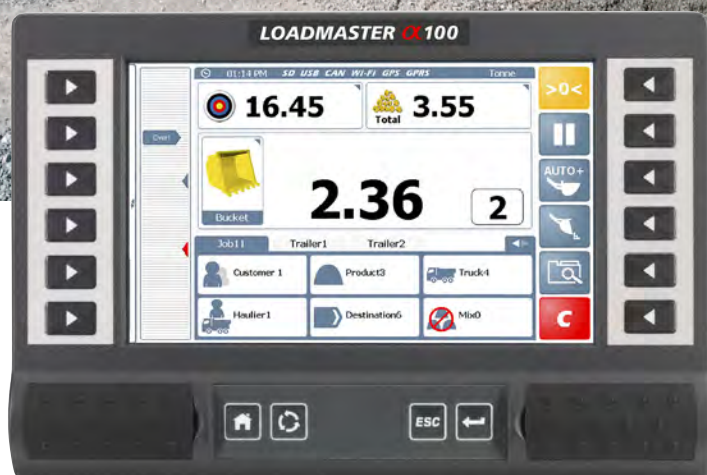 LOADMASTER α100
01:14 PM SD USB CAN WI-FI GPS GPRS Tonne
>0<
16.45
Total 3.55
Over!
AUTO+
Bucket
2.36
2
Job11 Trailer1 Trailer2
Customer 1 Product3 Truck4
Haulier1 Destination6 Mix0
C
ESC